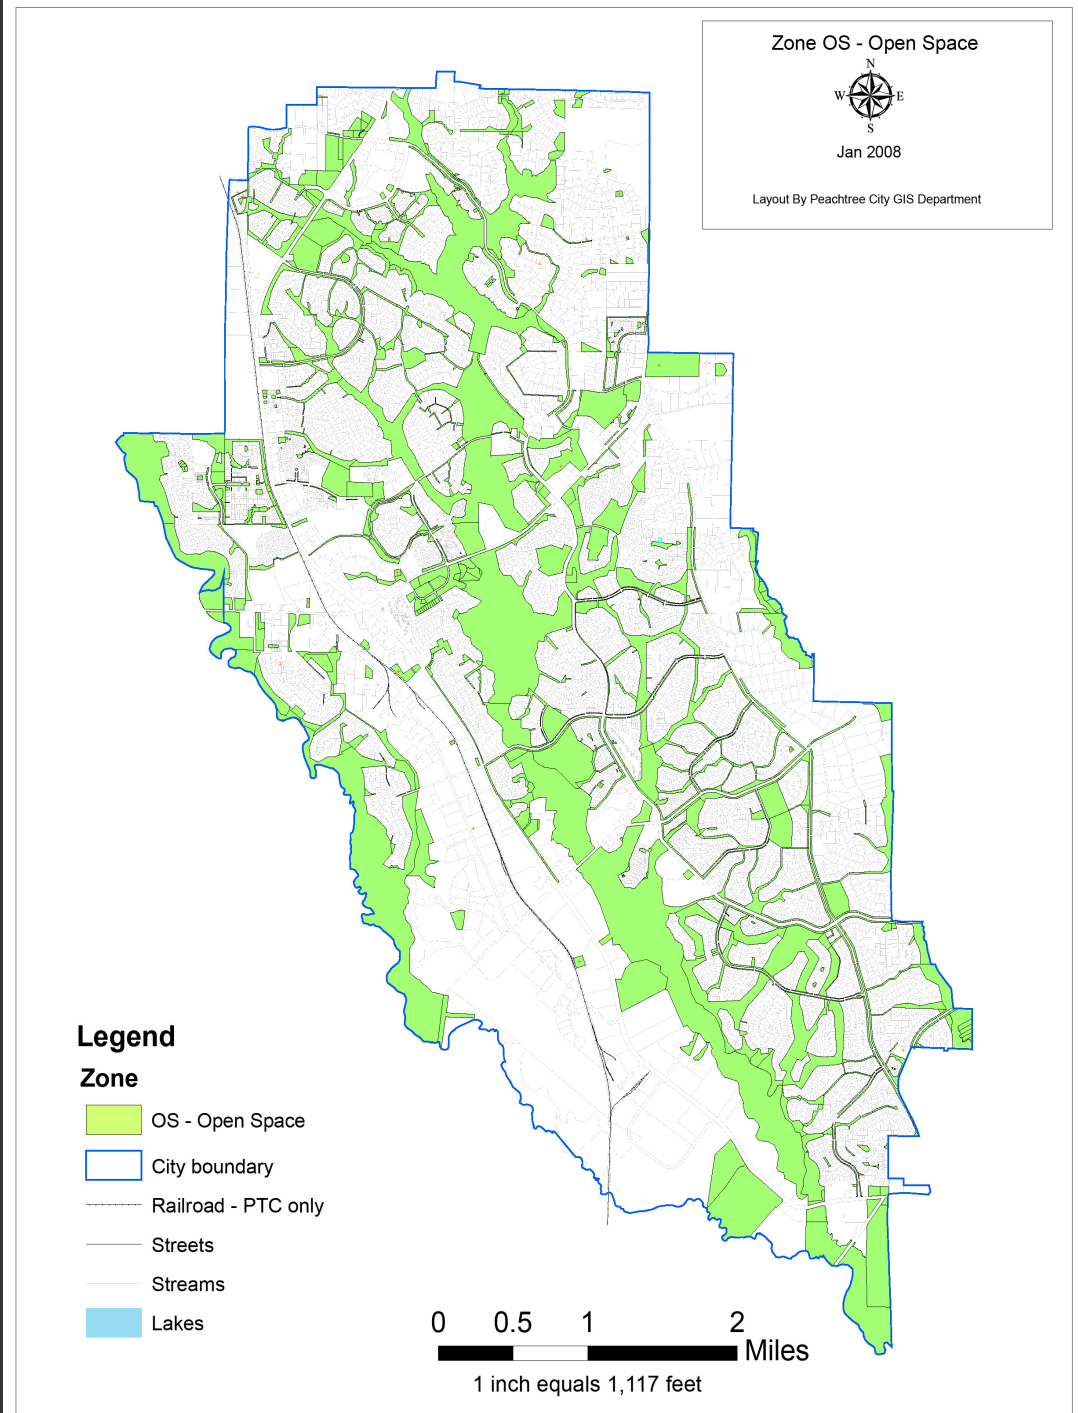 Zone OS - Open Space
N
W E
S
Jan 2008
Layout By Peachtree City GIS Department
Legend
Zone
OS - Open Space
City boundary
Railroad - PTC only
Streets
Streams
Lakes
0 0.5 1 2
Miles
1 inch equals 1,117 feet